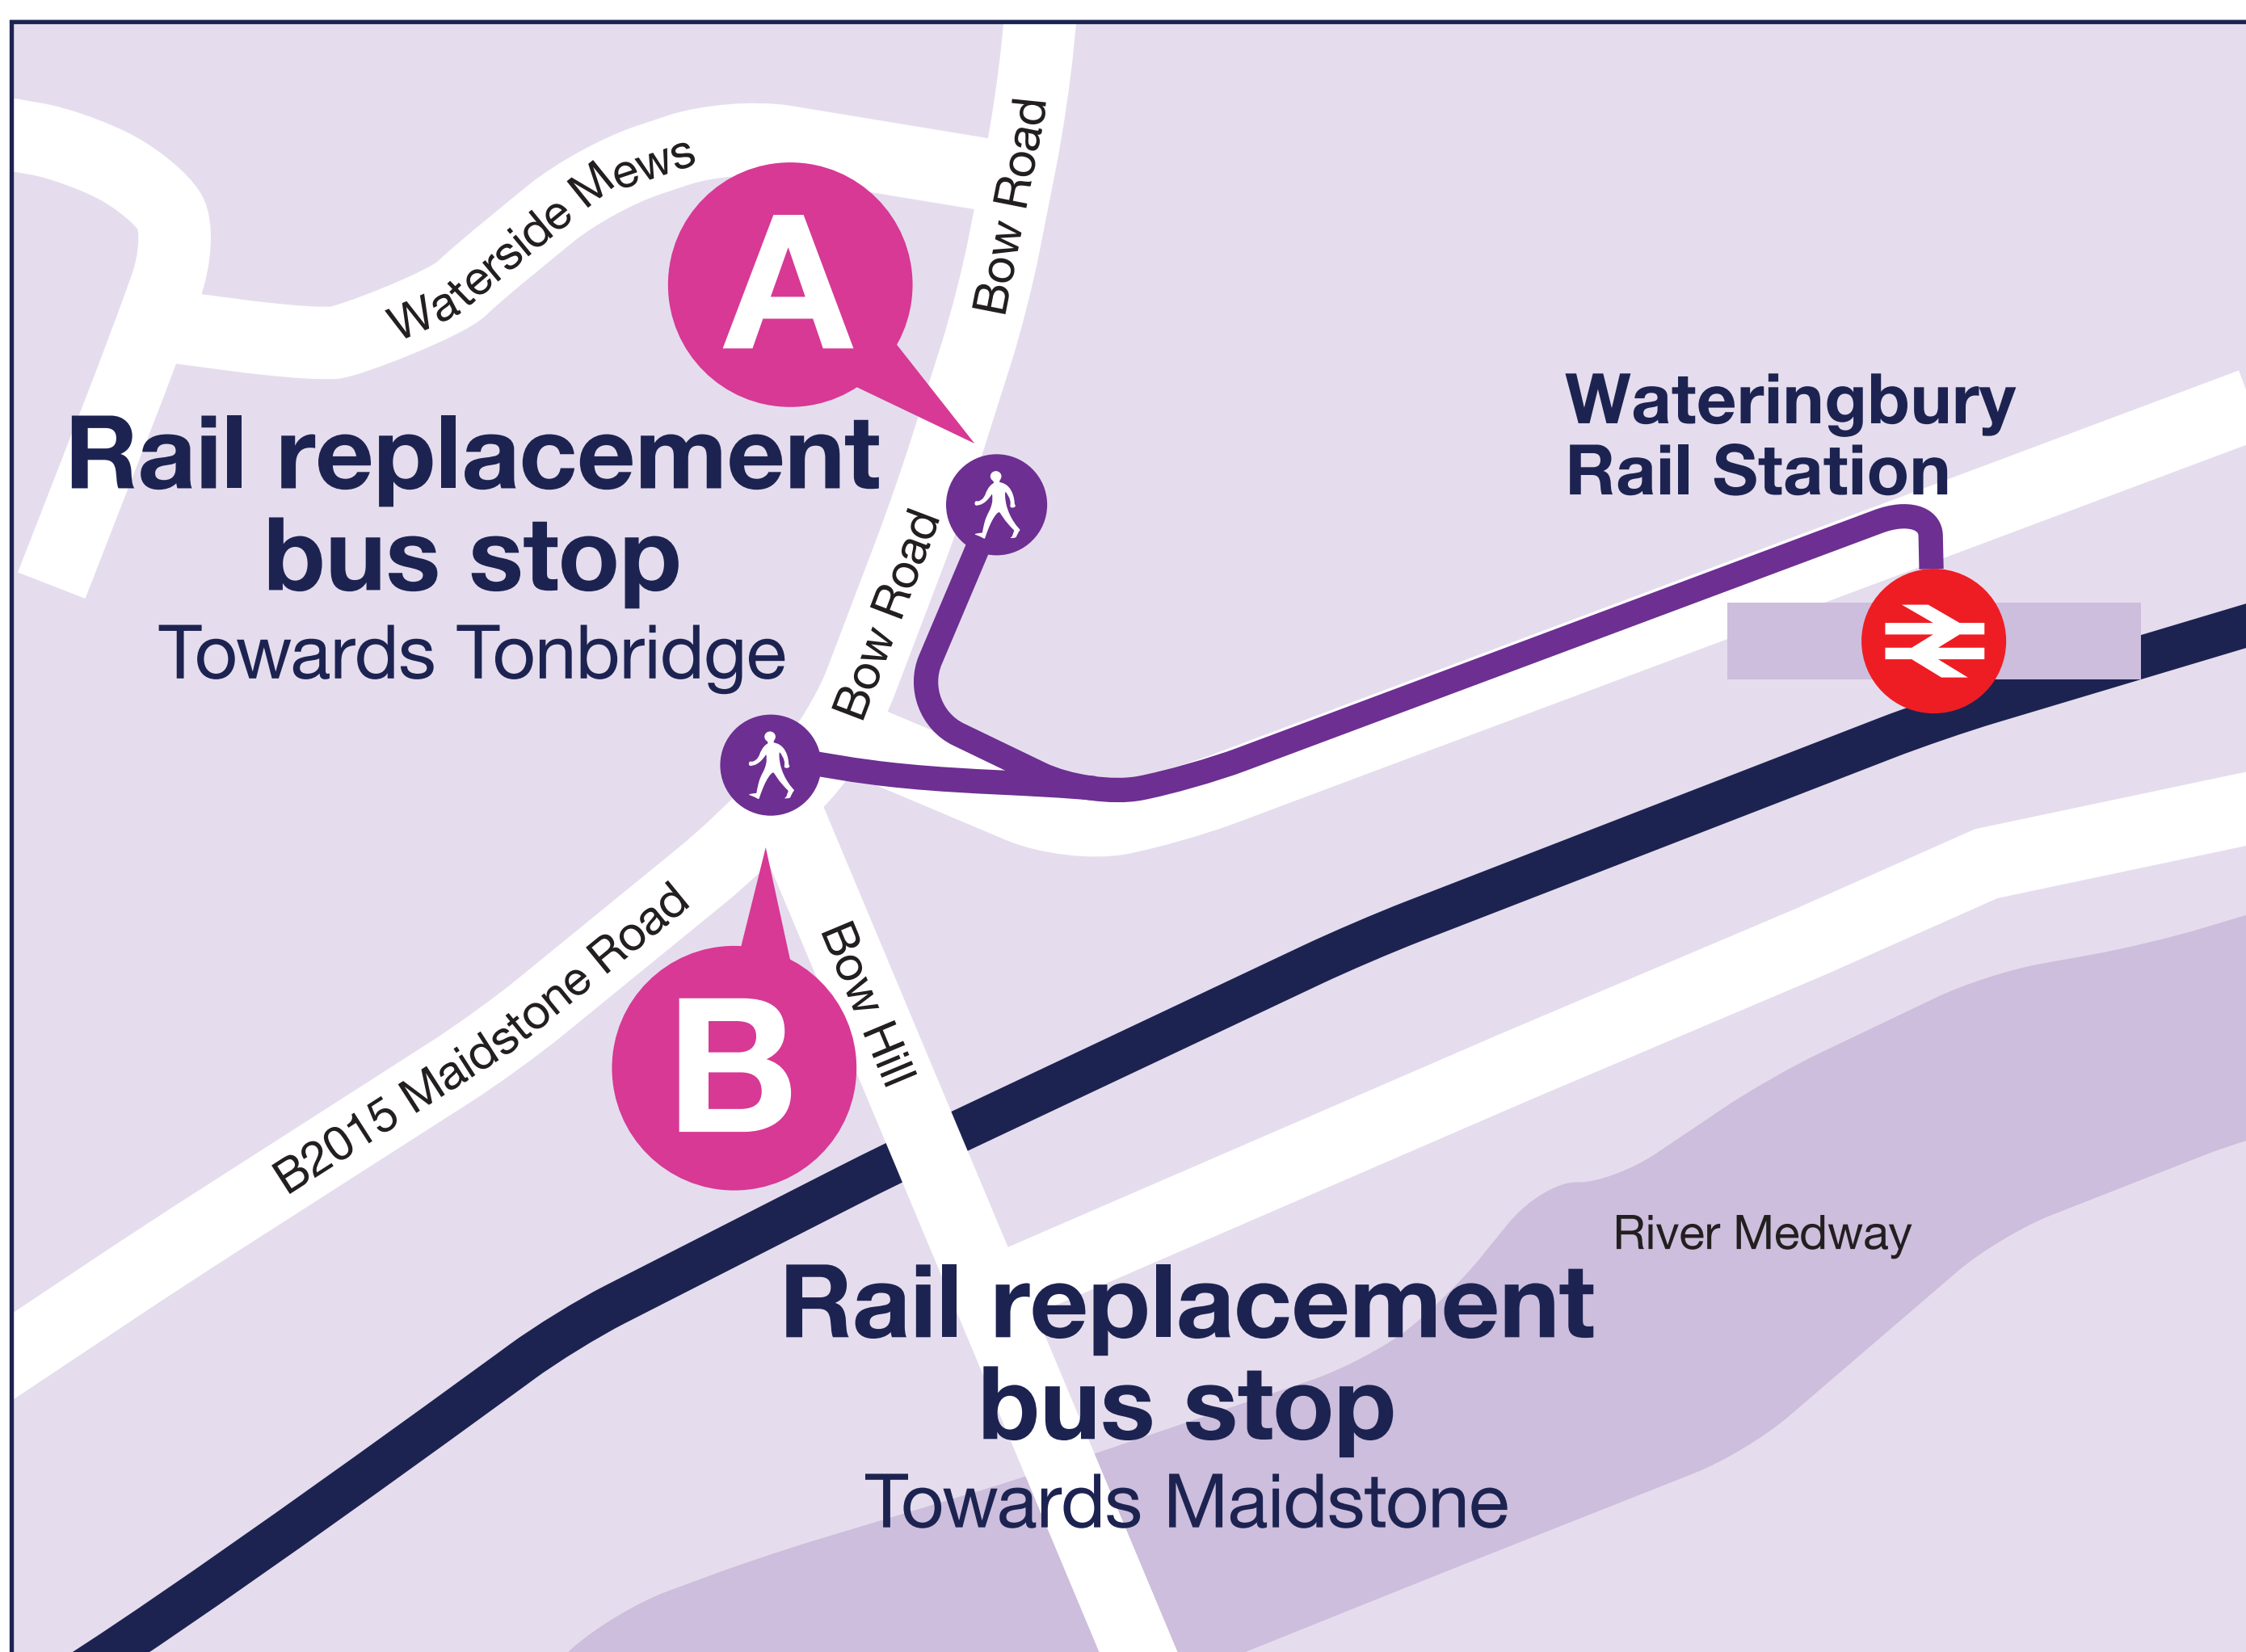 Bow Road
Waterside Mews
A
Wateringbury
Rail Station
Rail replacement
bus stop
Towards Tonbridge
Bow Road
B2015 Maidstone Road
Bow Hill
B
River Medway
Rail replacement
bus stop
Towards Maidstone